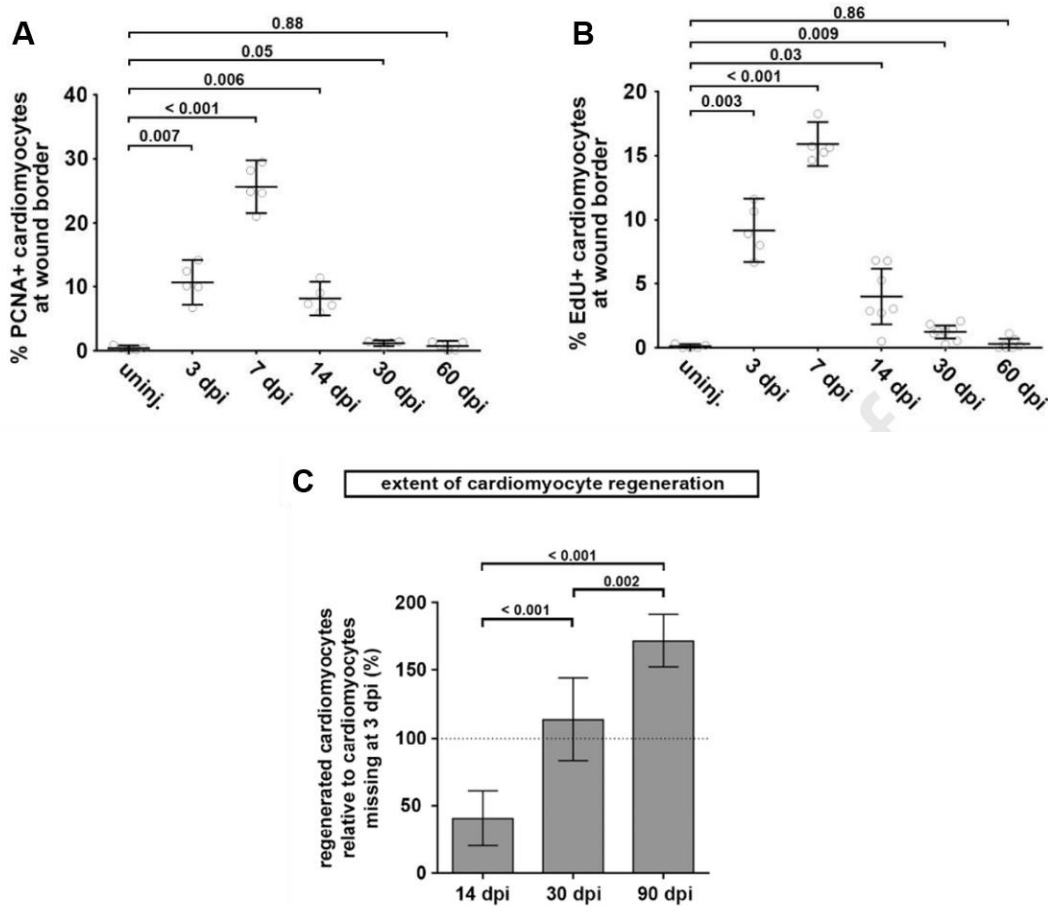 A
0.88
0.05
0.006
< 0.001
0.007
% PCNA+ cardiomyocytes
at wound border
40
30
20
10
0
uninj.
3 dpi
7 dpi
14 dpi
30 dpi
60 dpi
B
0.86
0.009
0.03
< 0.001
0.003
% EdU+ cardiomyocytes
at wound border
20
15
10
5
0
uninj.
3 dpi
7 dpi
14 dpi
30 dpi
60 dpi
f
C
extent of cardiomyocyte regeneration
< 0.001
0.002
< 0.001
regenerated cardiomyocytes
relative to cardiomyocytes
missing at 3 dpi (%)
200
150
100
50
0
14 dpi
30 dpi
90 dpi